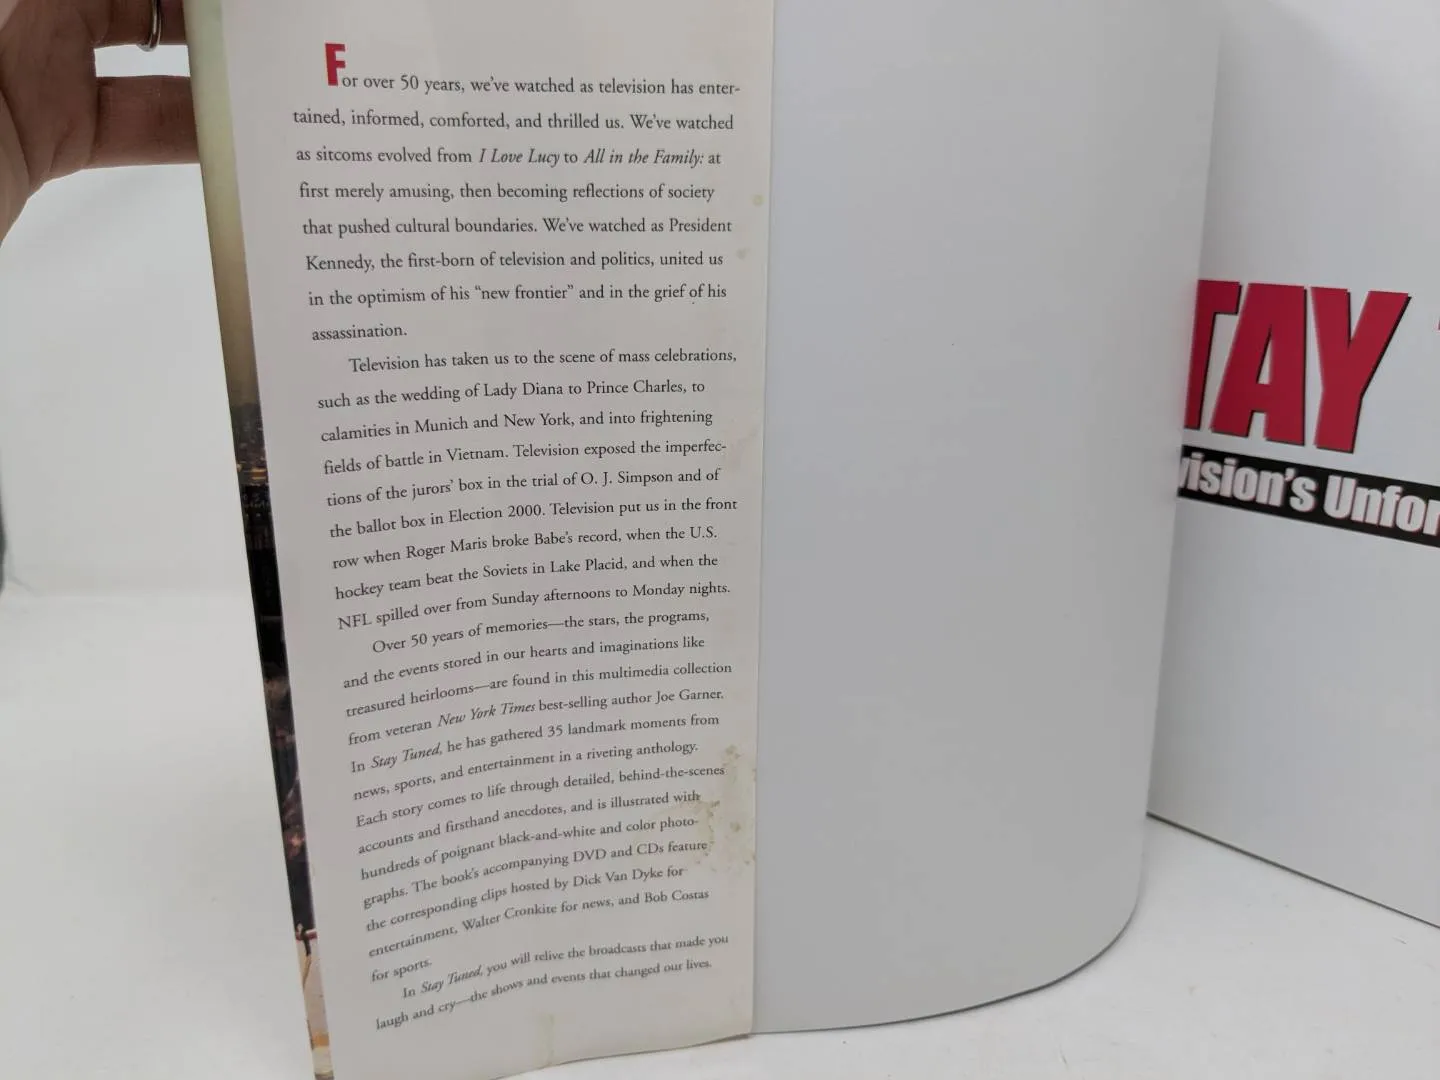 For over 50 years, we've watched as television has enter-
tained, informed, comforted, and thrilled us. We've watched
as sitcoms evolved from I Love Lucy to All in the Family: at
first merely amusing, then becoming reflections of society
that pushed cultural boundaries. We've watched as President
Kennedy, the first-born of television and politics, united us
in the optimism of his “new frontier” and in the grief of his
assassination.
Television has taken us to the scene of mass celebrations,
such as the wedding of Lady Diana to Prince Charles, to
calamities in Munich and New York, and into frightening
fields of battle in Vietnam. Television exposed the imperfec-
tions of the jurors' box in the trial of O. J. Simpson and of
the ballot box in Election 2000. Television put us in the front
row when Roger Maris broke Babe's record, when the U.S.
hockey team beat the Soviets in Lake Placid, and when the
NFL spilled over from Sunday afternoons to Monday nights.
Over 50 years of memories—the stars, the programs,
and the events stored in our hearts and imaginations like
treasured heirlooms—are found in this multimedia collection
from veteran New York Times best-selling author Joe Garner.
In Stay Tuned, he has gathered 35 landmark moments from
news, sports, and entertainment in a riveting anthology.
Each story comes to life through detailed, behind-the-scenes
accounts and firsthand anecdotes, and is illustrated with
hundreds of poignant black-and-white and color photo-
graphs. The book's accompanying DVD and CDs feature
the corresponding clips hosted by Dick Van Dyke for
entertainment, Walter Cronkite for news, and Bob Costas
for sports.
In Stay Tuned, you will relive the broadcasts that made you
laugh and cry—the shows and events that changed our lives.
TAY
vision's Unfor